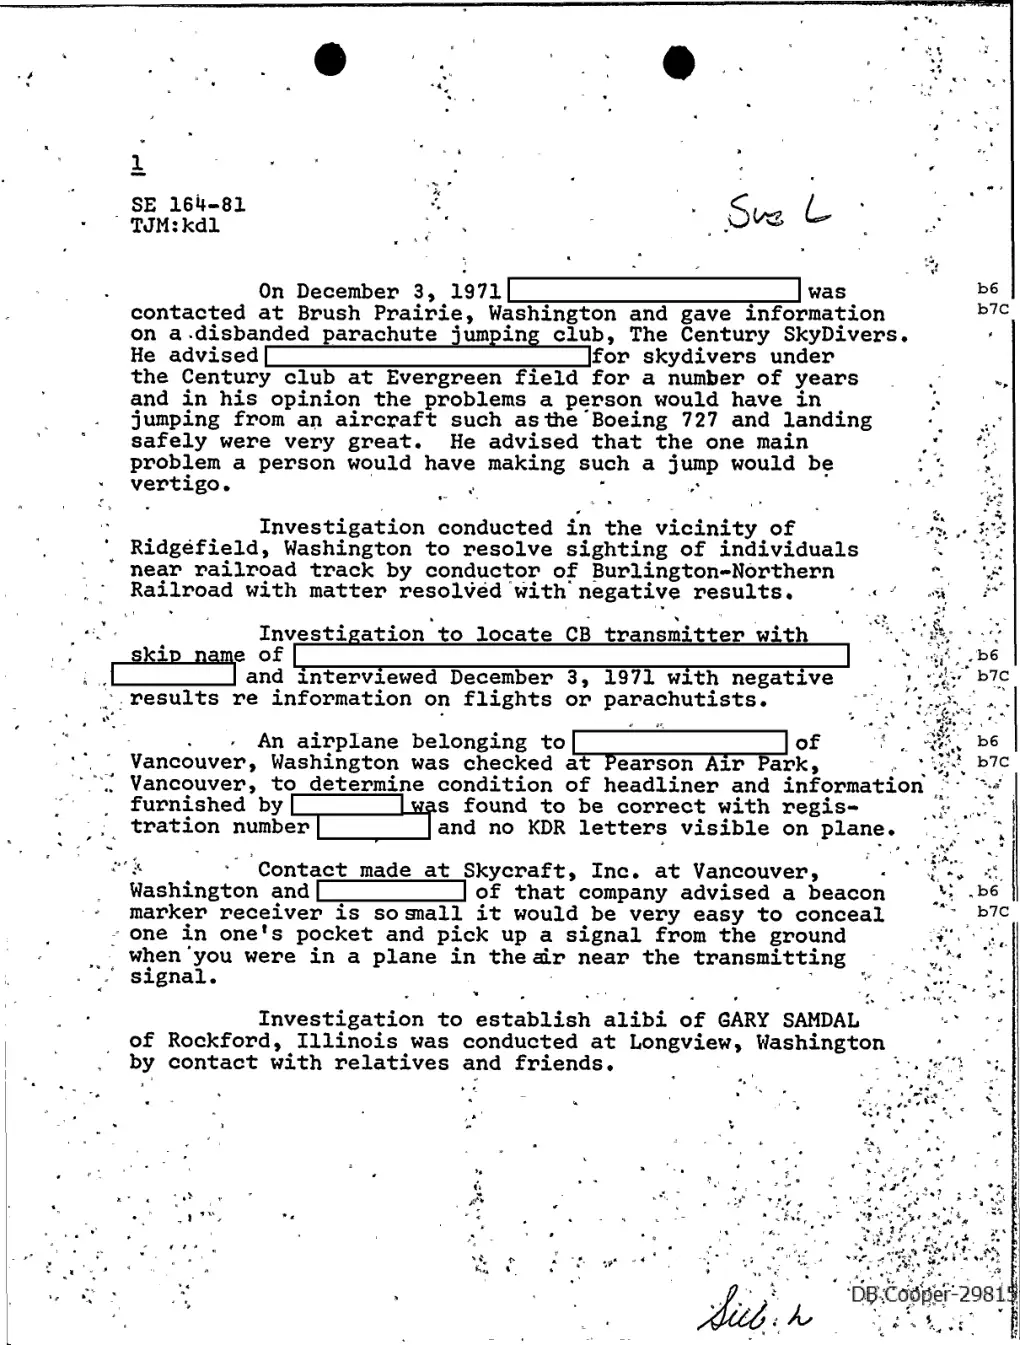 1
SE 164-81
TJM:kdl
Sub L
On December 3, 1971 was
b6
contacted at Brush Prairie, Washington and gave information
b7C
on a disbanded parachute jumping club, The Century SkyDivers.
He advised for skydivers under
the Century club at Evergreen field for a number of years
and in his opinion the problems a person would have in
jumping from an aircraft such as the Boeing 727 and landing
safely were very great. He advised that the one main
problem a person would have making such a jump would be
vertigo.
Investigation conducted in the vicinity of
Ridgefield, Washington to resolve sighting of individuals
near railroad track by conductor of Burlington-Northern
Railroad with matter resolved with negative results.
Investigation to locate CB transmitter with
skip name of
b6
and interviewed December 3, 1971 with negative
b7C
results re information on flights or parachutists.
An airplane belonging to of
b6
Vancouver, Washington was checked at Pearson Air Park,
b7C
Vancouver, to determine condition of headliner and information
furnished by was found to be correct with regis-
tration number and no KDR letters visible on plane.
Contact made at Skycraft, Inc. at Vancouver,
Washington and of that company advised a beacon
b6
marker receiver is so small it would be very easy to conceal
b7C
one in one's pocket and pick up a signal from the ground
when you were in a plane in the air near the transmitting
signal.
Investigation to establish alibi of GARY SAMDAL
of Rockford, Illinois was conducted at Longview, Washington
by contact with relatives and friends.
DB Cooper-29815
Sub. L